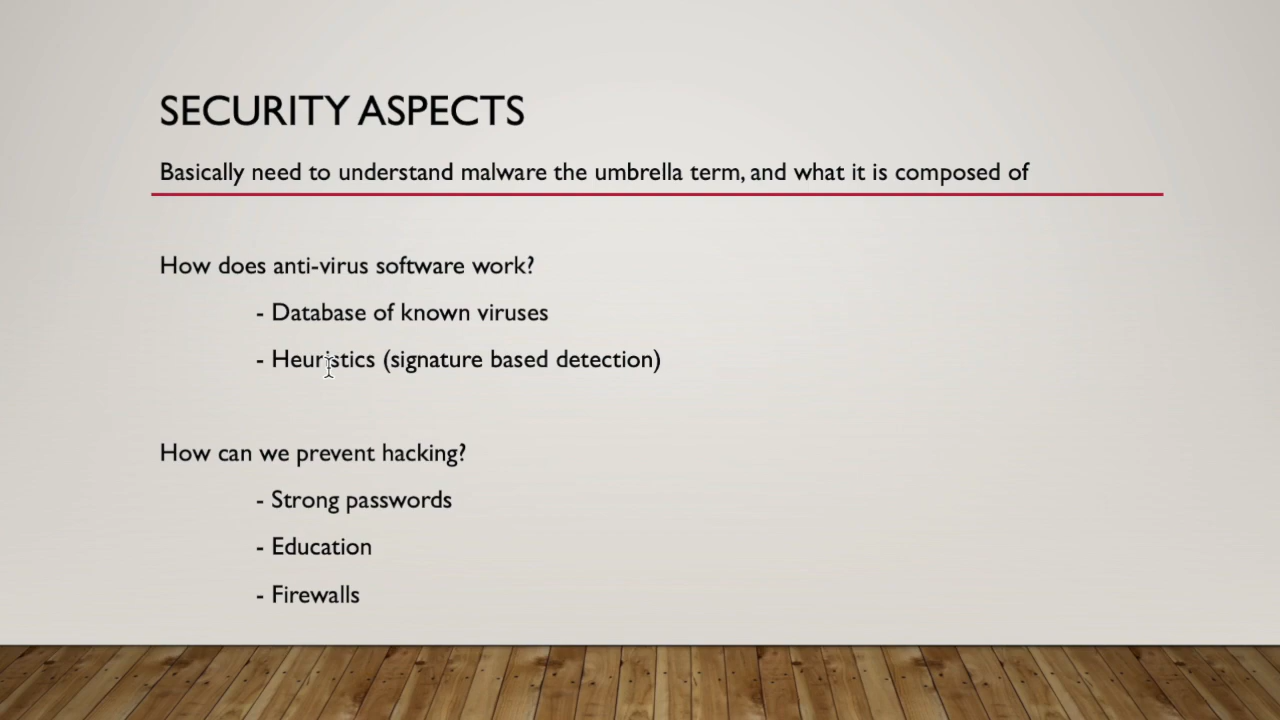 SECURITY ASPECTS
Basically need to understand malware the umbrella term, and what it is composed of
How does anti-virus software work?
- Database of known viruses
- Heuristics (signature based detection)
How can we prevent hacking?
- Strong passwords
- Education
- Firewalls